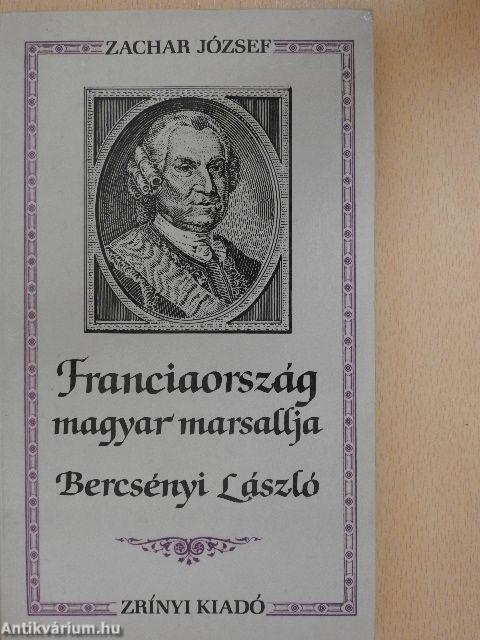 ZACHAR JÓZSEF
Franciaország
magyar marsallja
Bercsényi László
ZRÍNYI KIADÓ
Antikvárium.hu